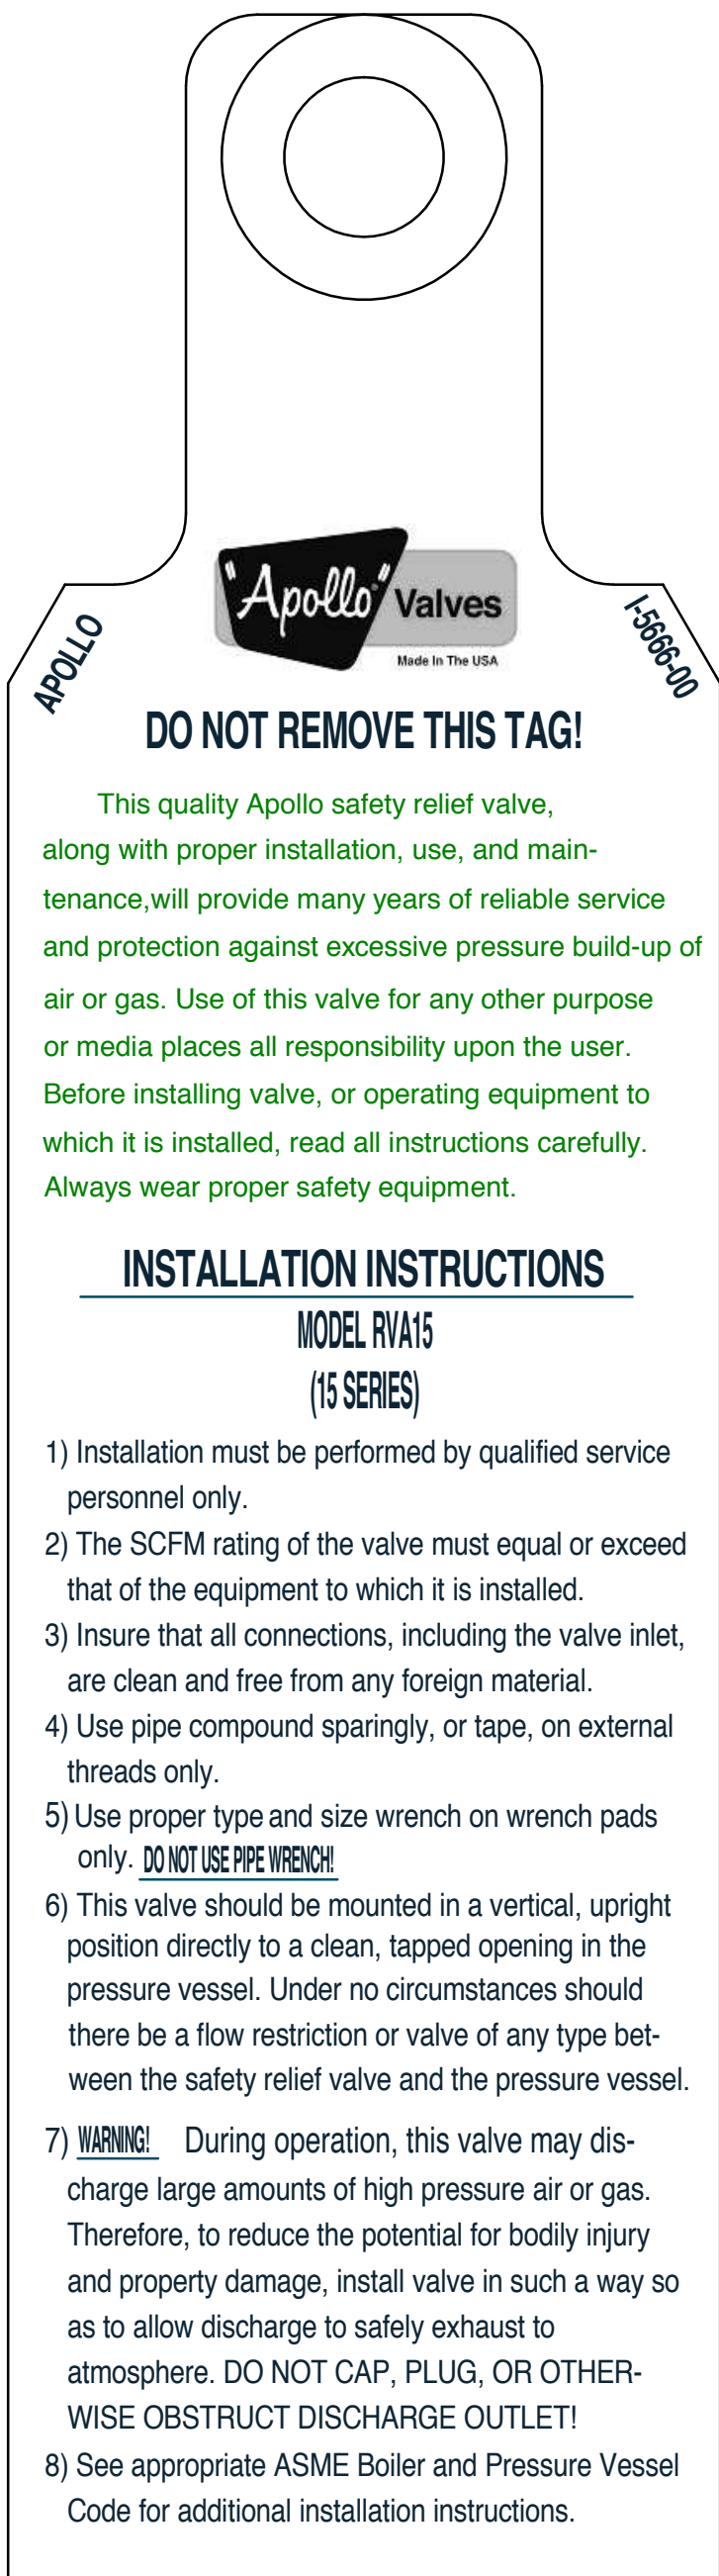 "Apollo" Valves
Made In The USA
APOLLO
I-5666-00
DO NOT REMOVE THIS TAG!
This quality Apollo safety relief valve,
along with proper installation, use, and main-
tenance,will provide many years of reliable service
and protection against excessive pressure build-up of
air or gas. Use of this valve for any other purpose
or media places all responsibility upon the user.
Before installing valve, or operating equipment to
which it is installed, read all instructions carefully.
Always wear proper safety equipment.
INSTALLATION INSTRUCTIONS
MODEL RVA15
(15 SERIES)
1) Installation must be performed by qualified service
personnel only.
2) The SCFM rating of the valve must equal or exceed
that of the equipment to which it is installed.
3) Insure that all connections, including the valve inlet,
are clean and free from any foreign material.
4) Use pipe compound sparingly, or tape, on external
threads only.
5) Use proper type and size wrench on wrench pads
only. DO NOT USE PIPE WRENCH!
6) This valve should be mounted in a vertical, upright
position directly to a clean, tapped opening in the
pressure vessel. Under no circumstances should
there be a flow restriction or valve of any type bet-
ween the safety relief valve and the pressure vessel.
7) WARNING! During operation, this valve may dis-
charge large amounts of high pressure air or gas.
Therefore, to reduce the potential for bodily injury
and property damage, install valve in such a way so
as to allow discharge to safely exhaust to
atmosphere. DO NOT CAP, PLUG, OR OTHER-
WISE OBSTRUCT DISCHARGE OUTLET!
8) See appropriate ASME Boiler and Pressure Vessel
Code for additional installation instructions.